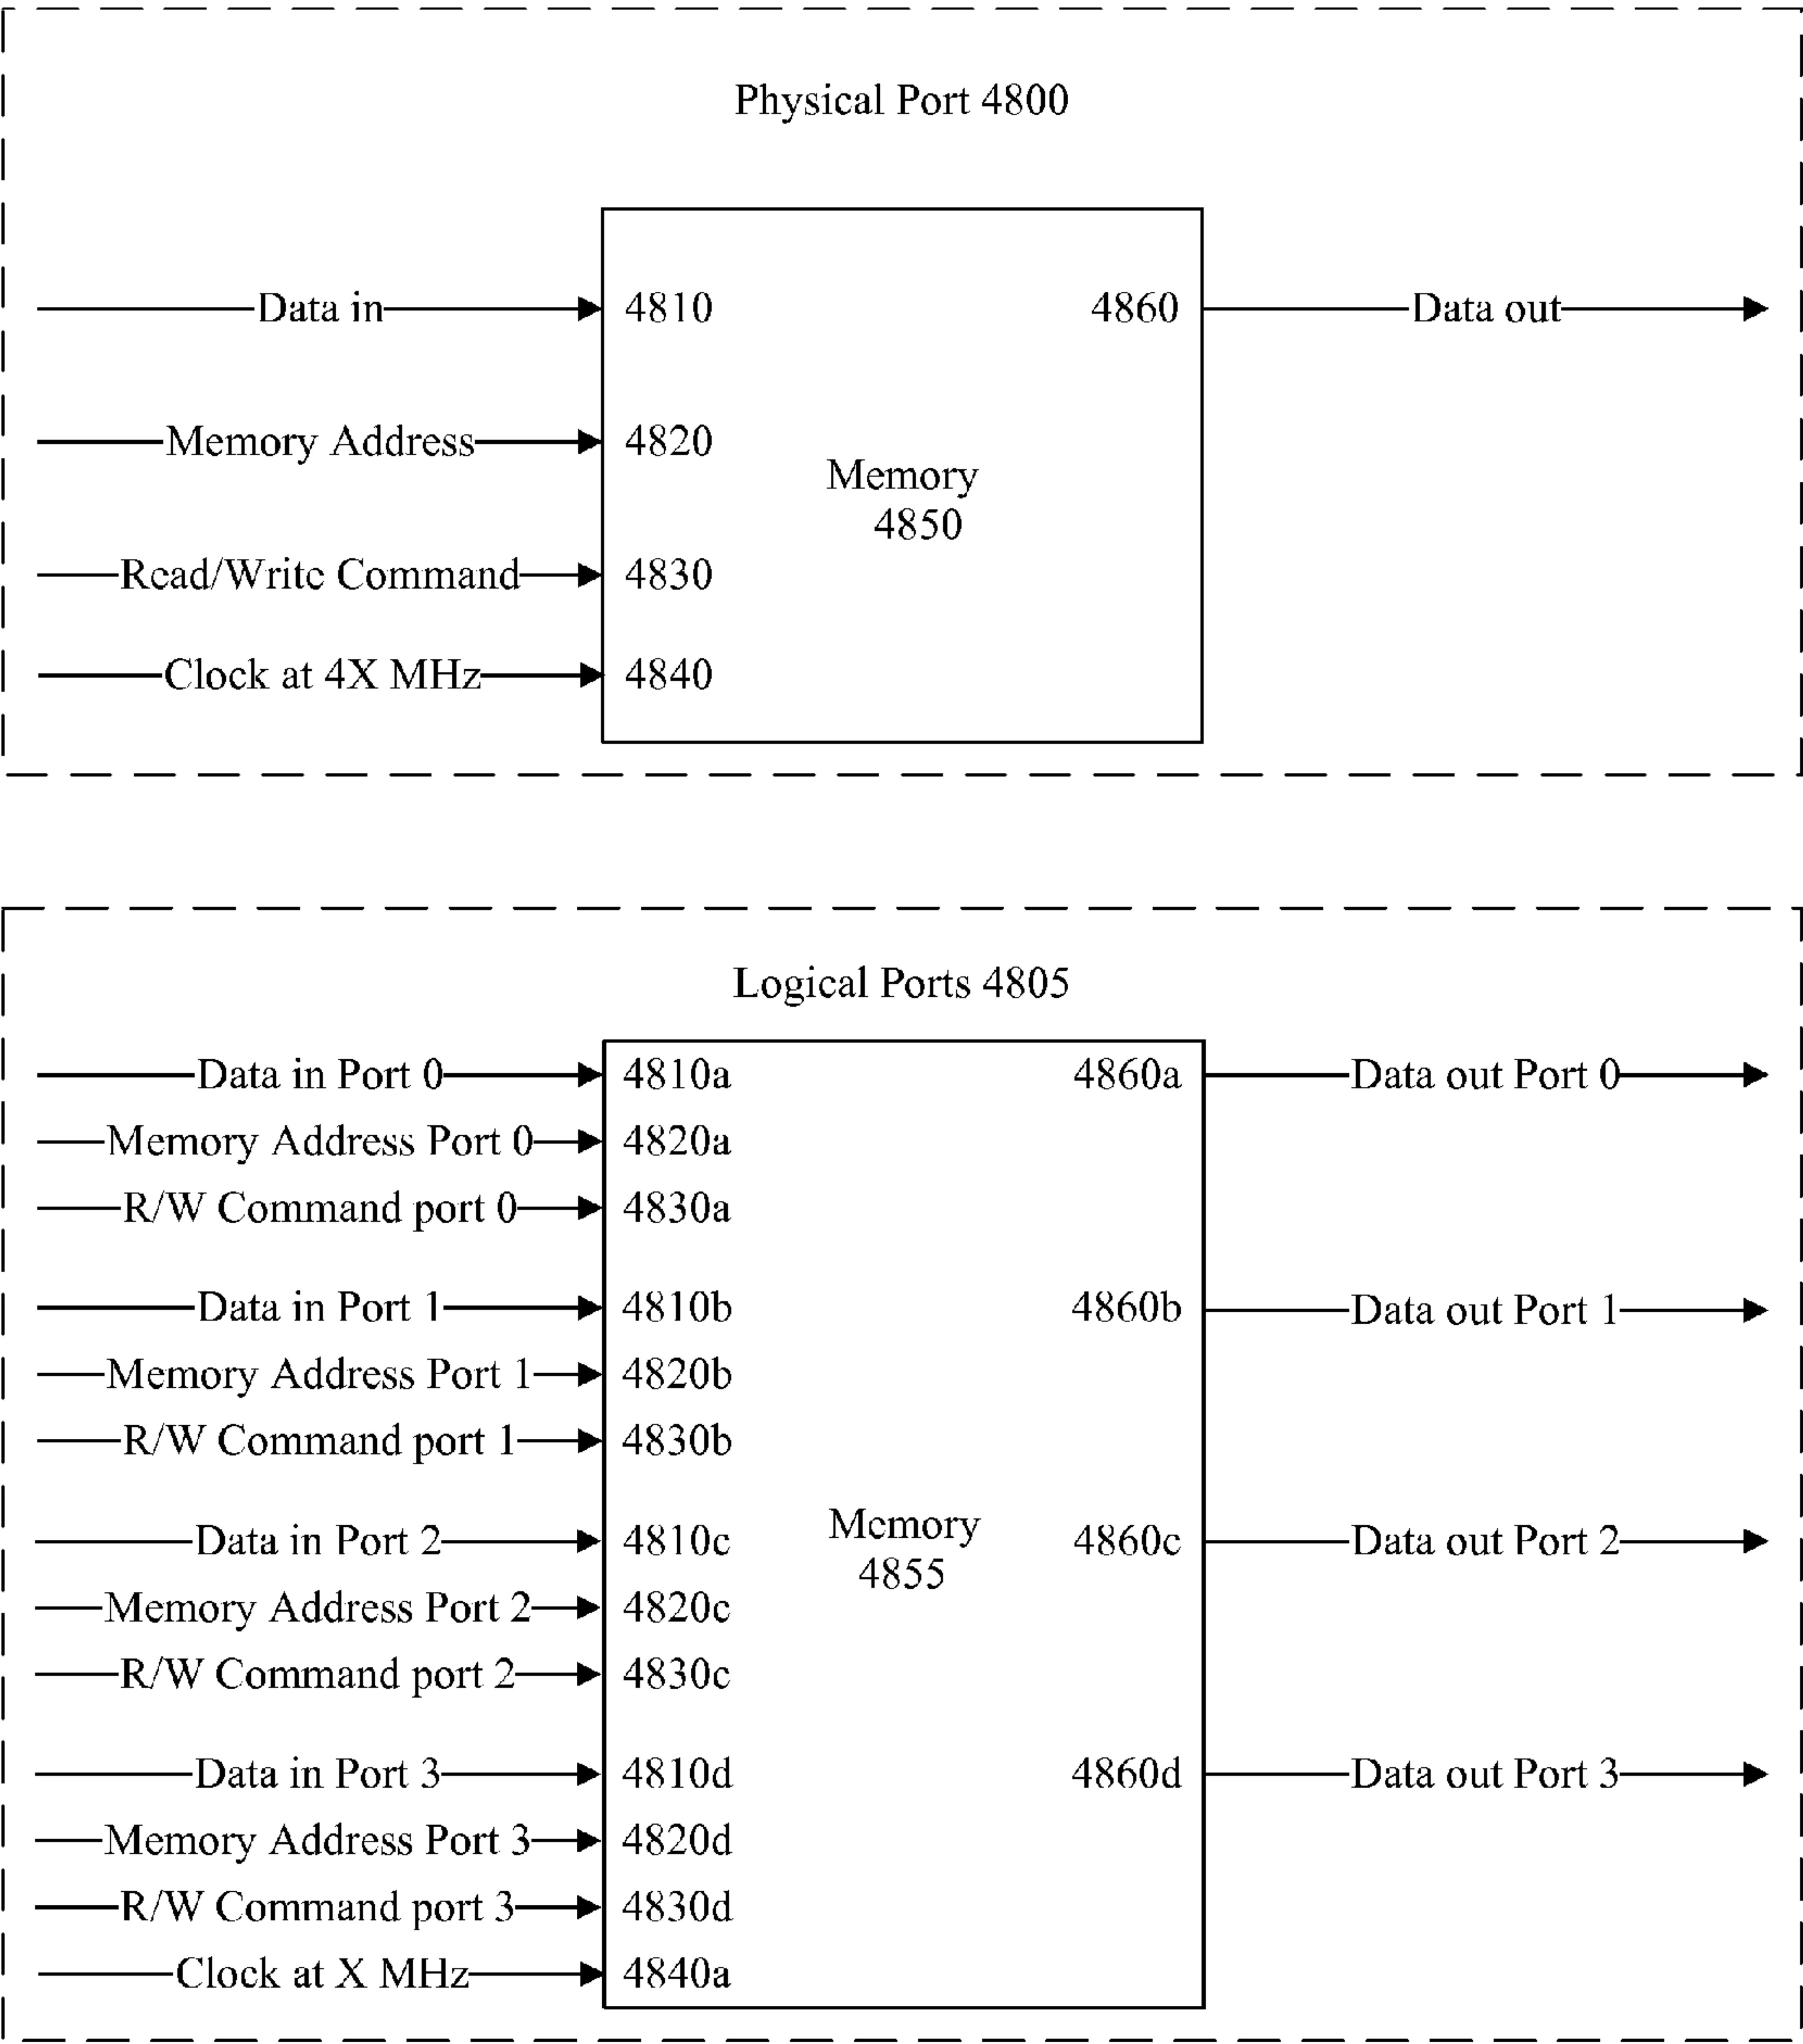 Physical Port 4800
Data in 4810 4860 Data out
Memory Address 4820
Memory
4850
Read/Write Command 4830
Clock at 4X MHz 4840
Logical Ports 4805
Data in Port 0 4810a 4860a Data out Port 0
Memory Address Port 0 4820a
R/W Command port 0 4830a
Data in Port 1 4810b 4860b Data out Port 1
Memory Address Port 1 4820b
R/W Command port 1 4830b
Memory
4855
Data in Port 2 4810c 4860c Data out Port 2
Memory Address Port 2 4820c
R/W Command port 2 4830c
Data in Port 3 4810d 4860d Data out Port 3
Memory Address Port 3 4820d
R/W Command port 3 4830d
Clock at X MHz 4840a